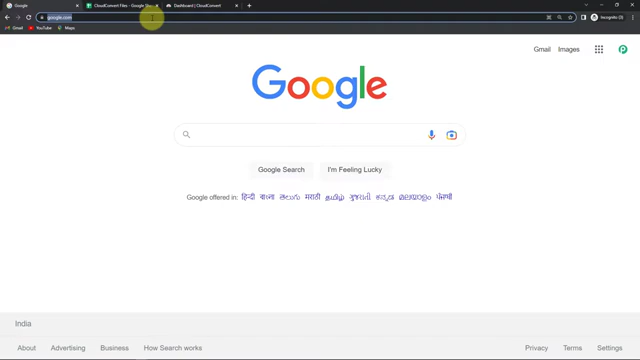 Google
CloudConvert Files - Google Shee
Dashboard | CloudConvert
google.com
Incognito (3)
Gmail
YouTube
Maps
Gmail
Images
Google
Google Search
I'm Feeling Lucky
Google offered in: हिन्दी বাংলা తెలుగు मराठी தமிழ் ગુજરાતી ಕನ್ನಡ മലയാളം ਪੰਜਾਬੀ
India
About
Advertising
Business
How Search works
Privacy
Terms
Settings